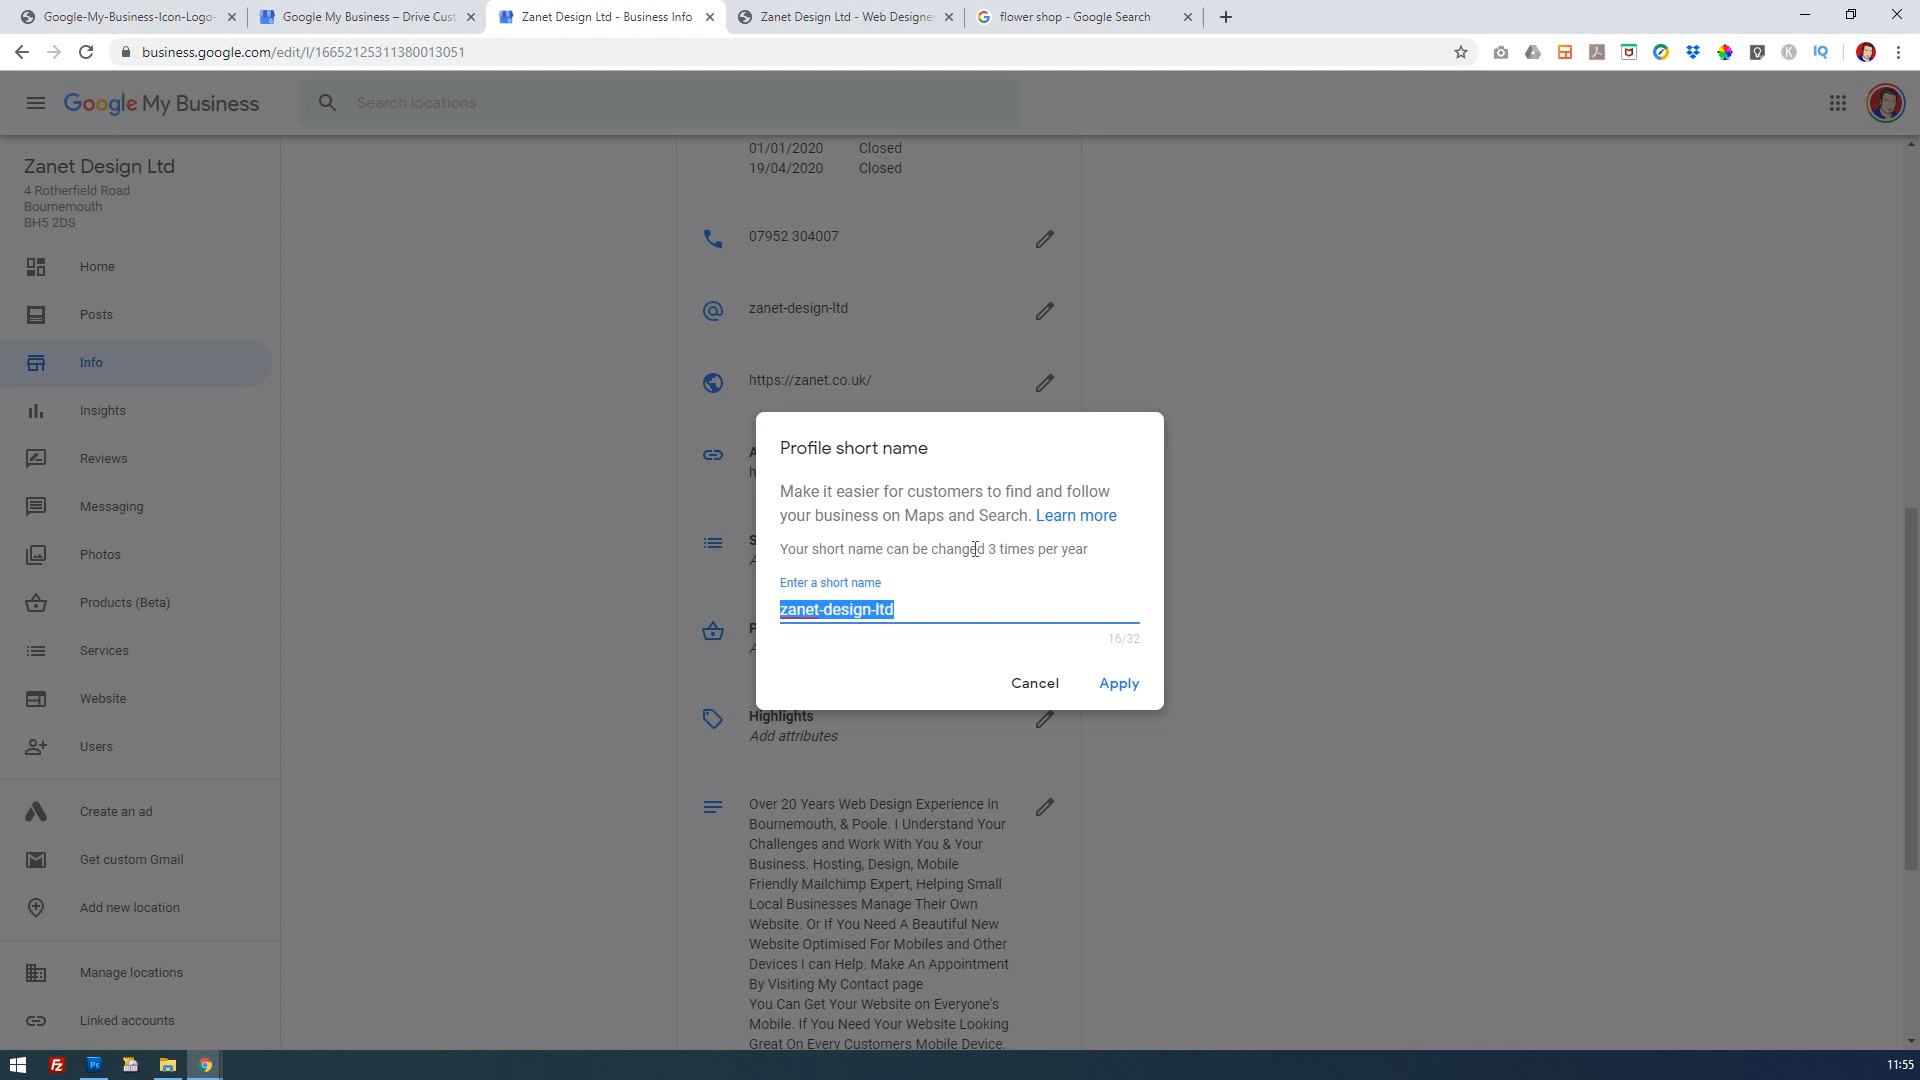 Google-My-Business-Icon-Logo-
Google My Business – Drive Cust
Zanet Design Ltd - Business Info
Zanet Design Ltd - Web Designer
flower shop - Google Search
business.google.com/edit/l/16652125311380013051
Google My Business
Search locations
Zanet Design Ltd
4 Rotherfield Road
Bournemouth
BH5 2DS
Home
Posts
Info
Insights
Reviews
Messaging
Photos
Products (Beta)
Services
Website
Users
Create an ad
Get custom Gmail
Add new location
Manage locations
Linked accounts
01/01/2020 Closed
19/04/2020 Closed
07952 304007
zanet-design-ltd
https://zanet.co.uk/
A
h
S
A
P
A
Profile short name
Make it easier for customers to find and follow
your business on Maps and Search. Learn more
Your short name can be changed 3 times per year
Enter a short name
zanet-design-ltd
16/32
Cancel Apply
Highlights
Add attributes
Over 20 Years Web Design Experience in
Bournemouth, & Poole. I Understand Your
Challenges and Work With You & Your
Business. Hosting, Design, Mobile
Friendly Mailchimp Expert, Helping Small
Local Businesses Manage Their Own
Website. Or If You Need A Beautiful New
Website Optimised For Mobiles and Other
Devices I can Help. Make An Appointment
By Visiting My Contact page
You Can Get Your Website on Everyone's
Mobile. If You Need Your Website Looking
Great On Every Customers Mobile Device.
11:55